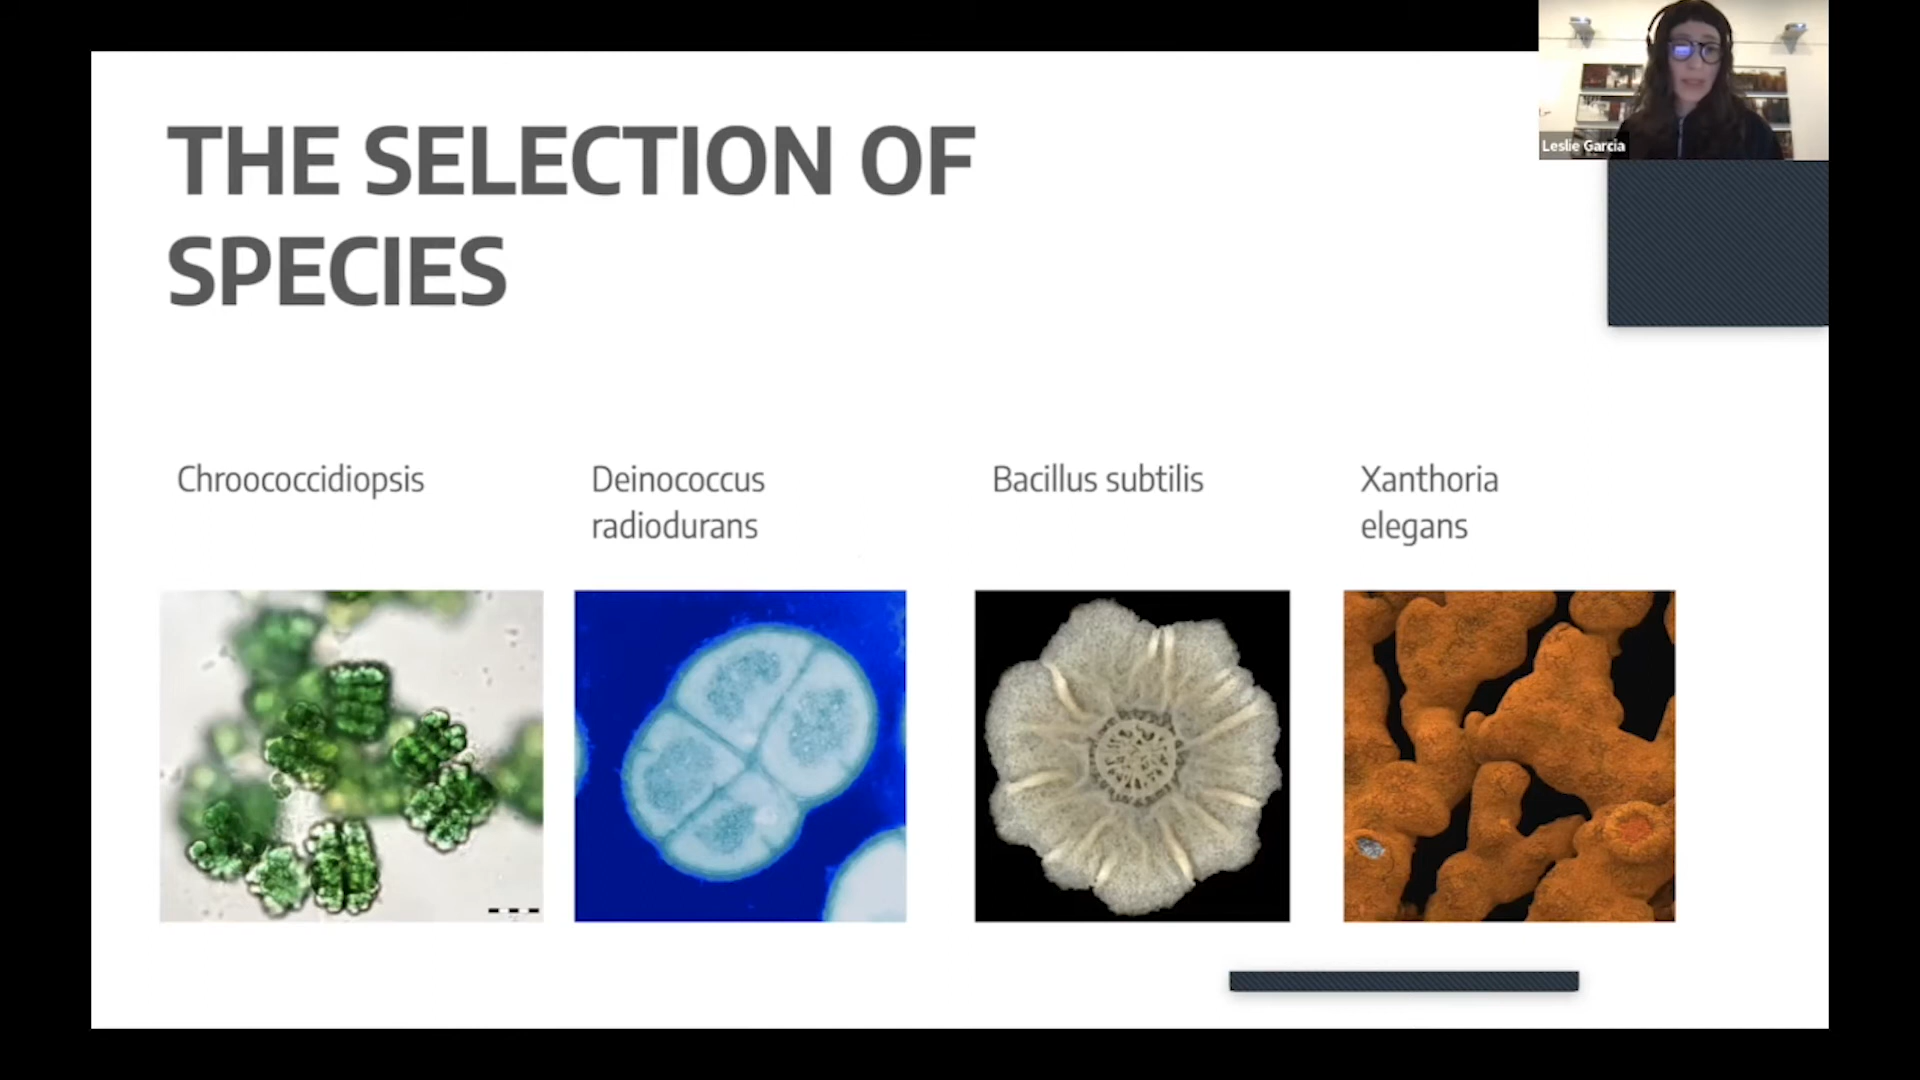 Leslie Garcia
THE SELECTION OF
SPECIES
Chroococcidiopsis
Deinococcus
radiodurans
Bacillus subtilis
Xanthoria
elegans